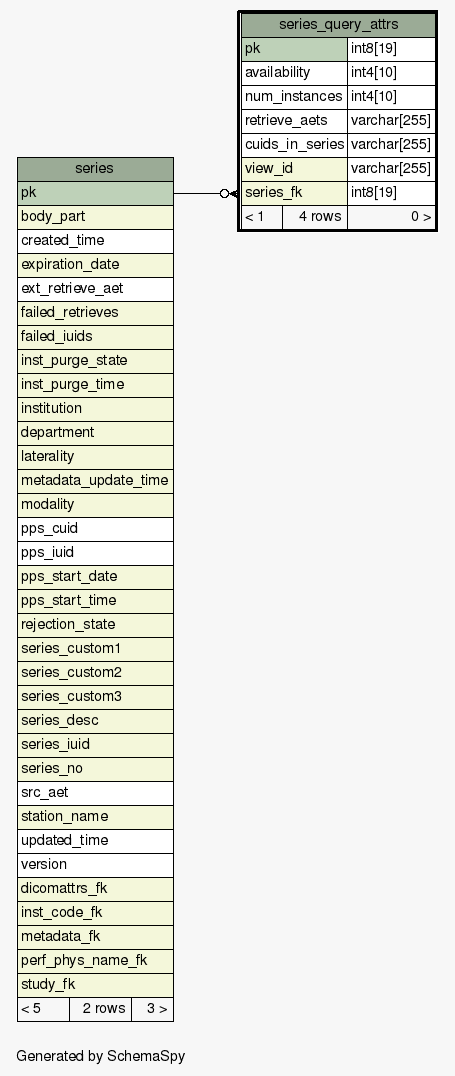 series_query_attrs
pk int8[19]
availability int4[10]
num_instances int4[10]
retrieve_aets varchar[255]
cuids_in_series varchar[255]
view_id varchar[255]
series_fk int8[19]
< 1 4 rows 0 >
series
pk
body_part
created_time
expiration_date
ext_retrieve_aet
failed_retrieves
failed_iuids
inst_purge_state
inst_purge_time
institution
department
laterality
metadata_update_time
modality
pps_cuid
pps_iuid
pps_start_date
pps_start_time
rejection_state
series_custom1
series_custom2
series_custom3
series_desc
series_iuid
series_no
src_aet
station_name
updated_time
version
dicomattrs_fk
inst_code_fk
metadata_fk
perf_phys_name_fk
study_fk
< 5 2 rows 3 >
Generated by SchemaSpy